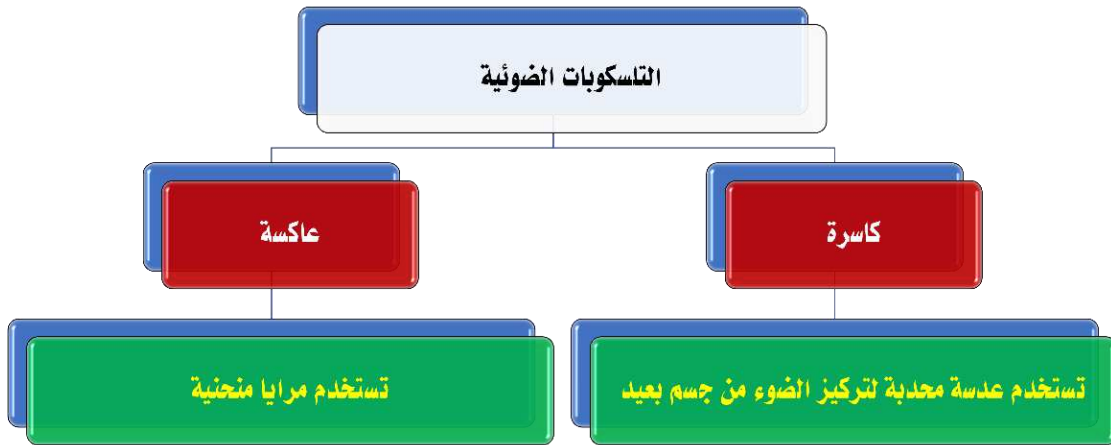 التلسكوبات الضوئية
كاسرة
عاكسة
تستخدم عدسة محدبة لتركيز الضوء من جسم بعيد
تستخدم مرايا منحنية